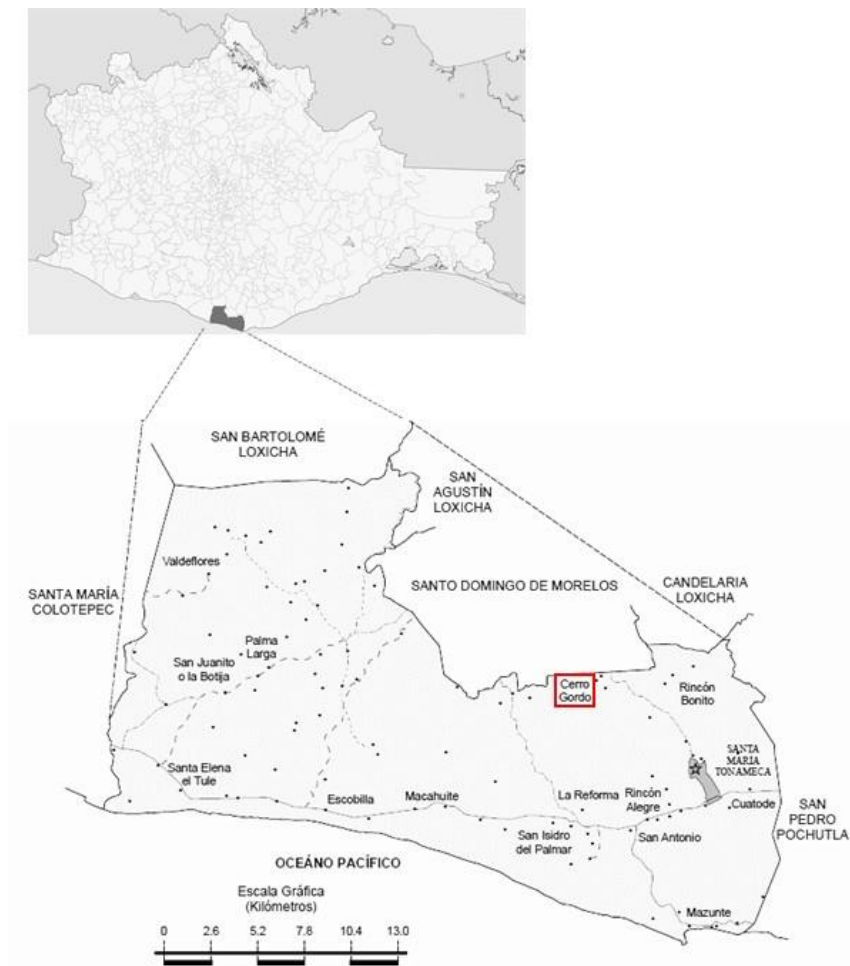 SAN BARTOLOMÉ
LOXICHA
SAN
AGUSTÍN
LOXICHA
Valdeflores
SANTA MARÍA
COLOTEPEC
SANTO DOMINGO DE MORELOS
CANDELARIA
LOXICHA
Palma
Larga
San Juanito
o la Botija
Cerro
Gordo
Rincón
Bonito
SANTA
MARÍA
TONAMECA
Santa Elena
el Tule
Escobilla
Macahuite
La Reforma
Rincón
Alegre
Cuatode
SAN
PEDRO
POCHUTLA
San Isidro
del Palmar
San Antonio
OCEÁNO PACÍFICO
Escala Gráfica
(Kilómetros)
Mazunte
0 2.6 5.2 7.8 10.4 13.0